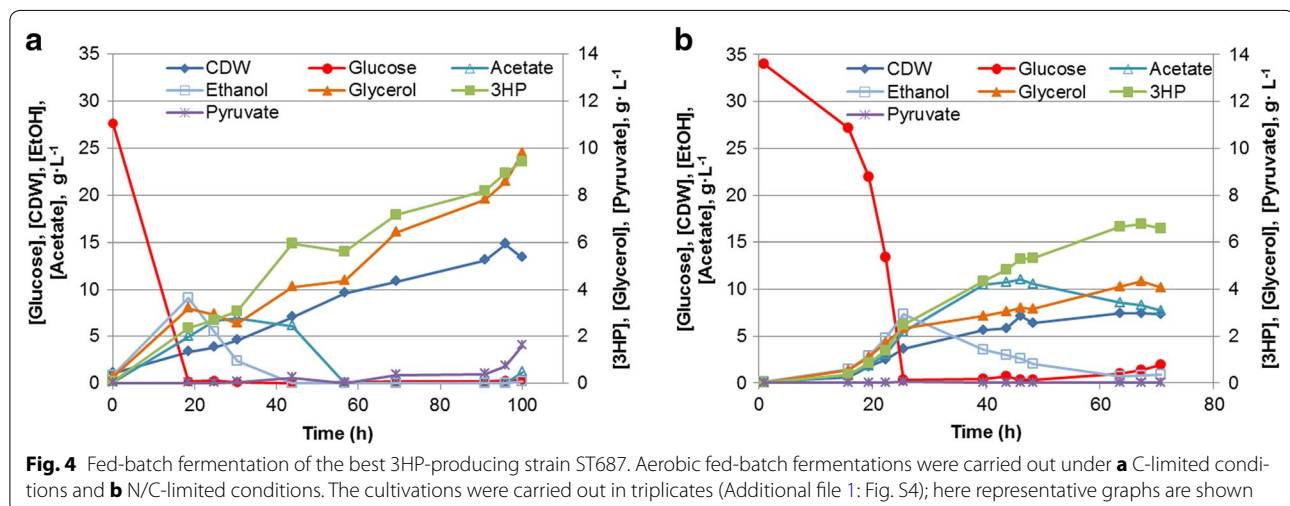 a
35
30
25
20
15
10
5
0
[Glucose], [CDW], [EtOH],
[Acetate], g·L-1
CDW Glucose Acetate
Ethanol Glycerol 3HP
Pyruvate
14
12
10
8
6
4
2
0
[3HP], [Glycerol], [Pyruvate], g· L-1
0 20 40 60 80 100
Time (h)
b
35
30
25
20
15
10
5
0
[Glucose], [CDW], [EtOH],
[Acetate], g·L-1
CDW Glucose Acetate
Ethanol Glycerol 3HP
Pyruvate
14
12
10
8
6
4
2
0
[3HP], [Glycerol], [Pyruvate], g· L-1
0 20 40 60 80
Time (h)
Fig. 4 Fed-batch fermentation of the best 3HP-producing strain ST687. Aerobic fed-batch fermentations were carried out under a C-limited condi-
tions and b N/C-limited conditions. The cultivations were carried out in triplicates (Additional file 1: Fig. S4); here representative graphs are shown